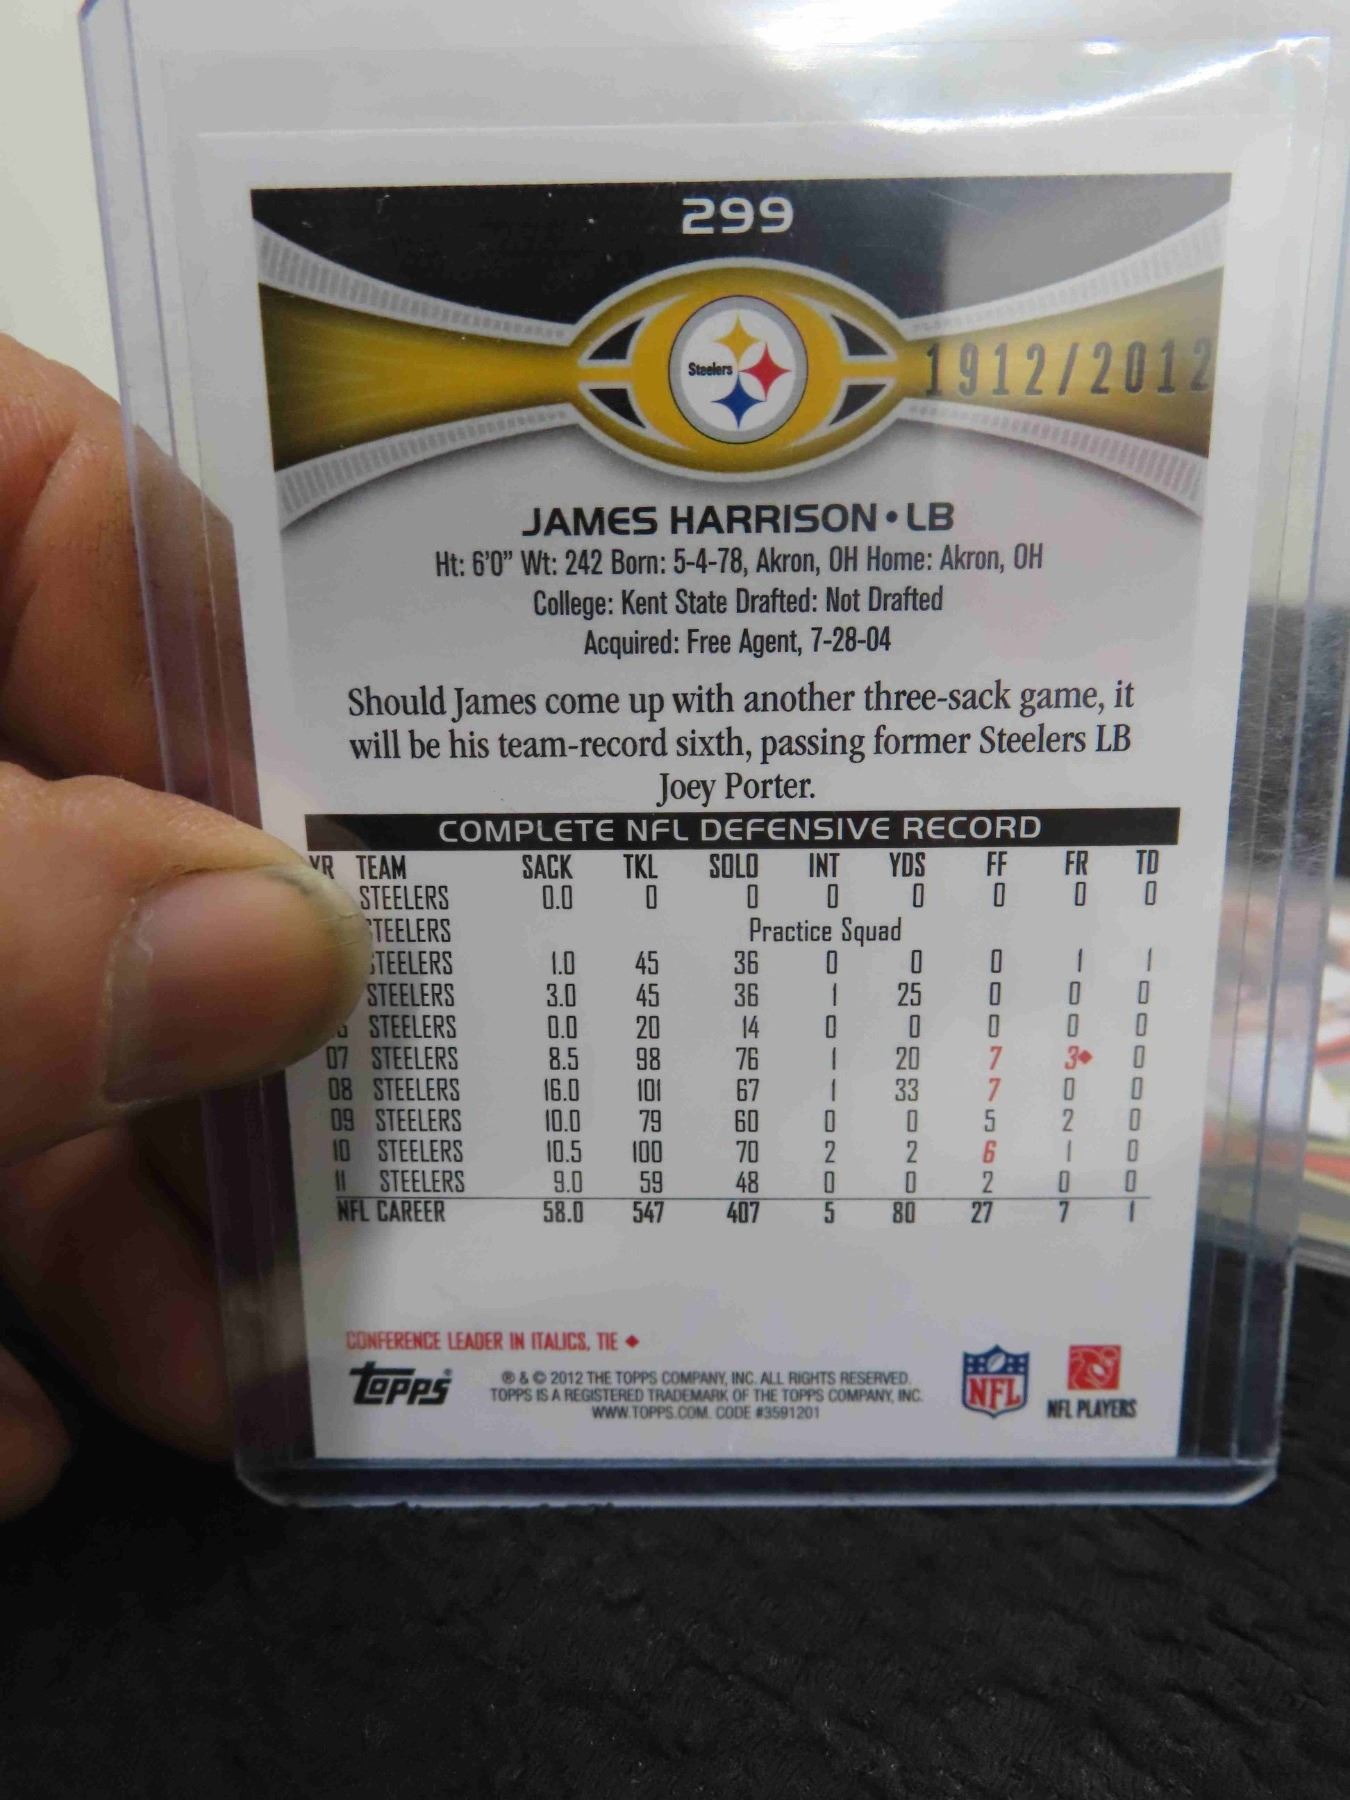 299
Steelers
1912/2012
JAMES HARRISON • LB
Ht: 6'0" Wt: 242 Born: 5-4-78, Akron, OH Home: Akron, OH
College: Kent State Drafted: Not Drafted
Acquired: Free Agent, 7-28-04
Should James come up with another three-sack game, it
will be his team-record sixth, passing former Steelers LB
Joey Porter.
COMPLETE NFL DEFENSIVE RECORD
YR TEAM SACK TKL SOLO INT YDS FF FR TD
STEELERS 0.0 0 0 0 0 0 0 0
STEELERS Practice Squad
STEELERS 1.0 45 36 0 0 0 1 1
STEELERS 3.0 45 36 1 25 0 0 0
STEELERS 0.0 20 14 0 0 0 0 0
07 STEELERS 8.5 98 76 1 20 7 3♦ 0
08 STEELERS 16.0 101 67 1 33 7 0 0
09 STEELERS 10.0 79 60 0 0 5 2 0
10 STEELERS 10.5 100 70 2 2 6 1 0
11 STEELERS 9.0 59 48 0 0 2 0 0
NFL CAREER 58.0 547 407 5 80 27 7 1
CONFERENCE LEADER IN ITALICS, TIE ♦
Topps®
® & © 2012 THE TOPPS COMPANY, INC. ALL RIGHTS RESERVED.
TOPPS IS A REGISTERED TRADEMARK OF THE TOPPS COMPANY, INC.
WWW.TOPPS.COM. CODE #3591201
NFL
NFL PLAYERS